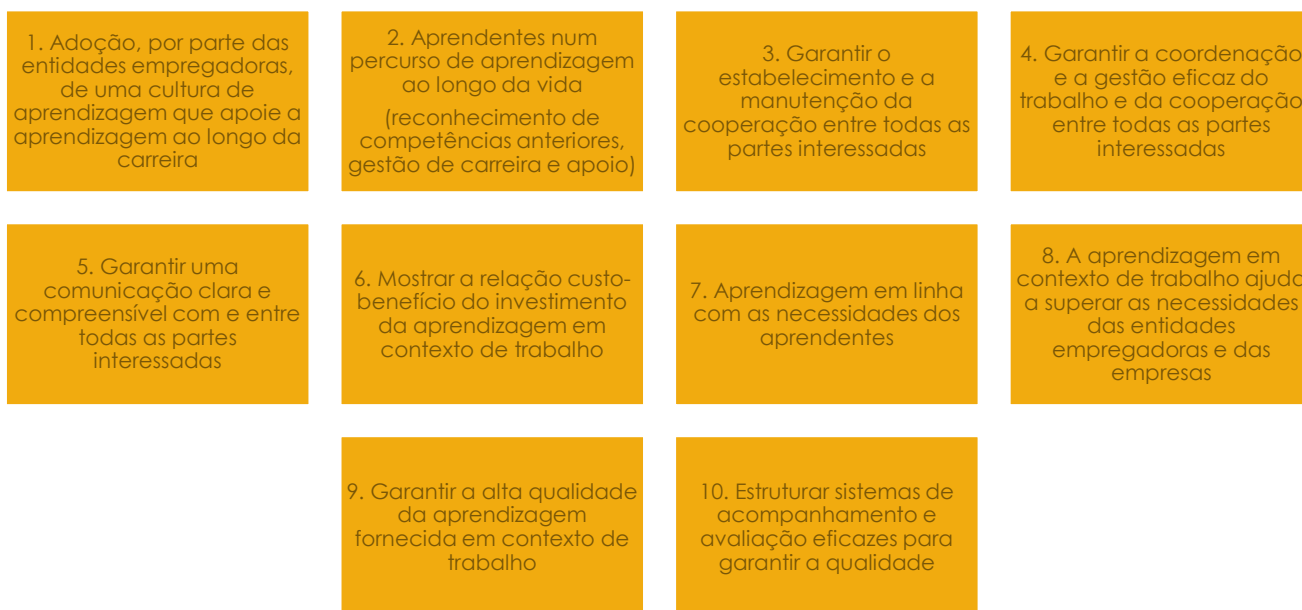 1. Adoção, por parte das
entidades empregadoras,
de uma cultura de
aprendizagem que apoie a
aprendizagem ao longo da
carreira
2. Aprendentes num
percurso de aprendizagem
ao longo da vida
(reconhecimento de
competências anteriores,
gestão de carreira e apoio)
3. Garantir o
estabelecimento e a
manutenção da
cooperação entre todas as
partes interessadas
4. Garantir a coordenação
e a gestão eficaz do
trabalho e da cooperação
entre todas as partes
interessadas
5. Garantir uma
comunicação clara e
compreensível com e entre
todas as partes
interessadas
6. Mostrar a relação custo-
benefício do investimento
da aprendizagem em
contexto de trabalho
7. Aprendizagem em linha
com as necessidades dos
aprendentes
8. A aprendizagem em
contexto de trabalho ajuda
a superar as necessidades
das entidades
empregadoras e das
empresas
9. Garantir a alta qualidade
da aprendizagem
fornecida em contexto de
trabalho
10. Estruturar sistemas de
acompanhamento e
avaliação eficazes para
garantir a qualidade